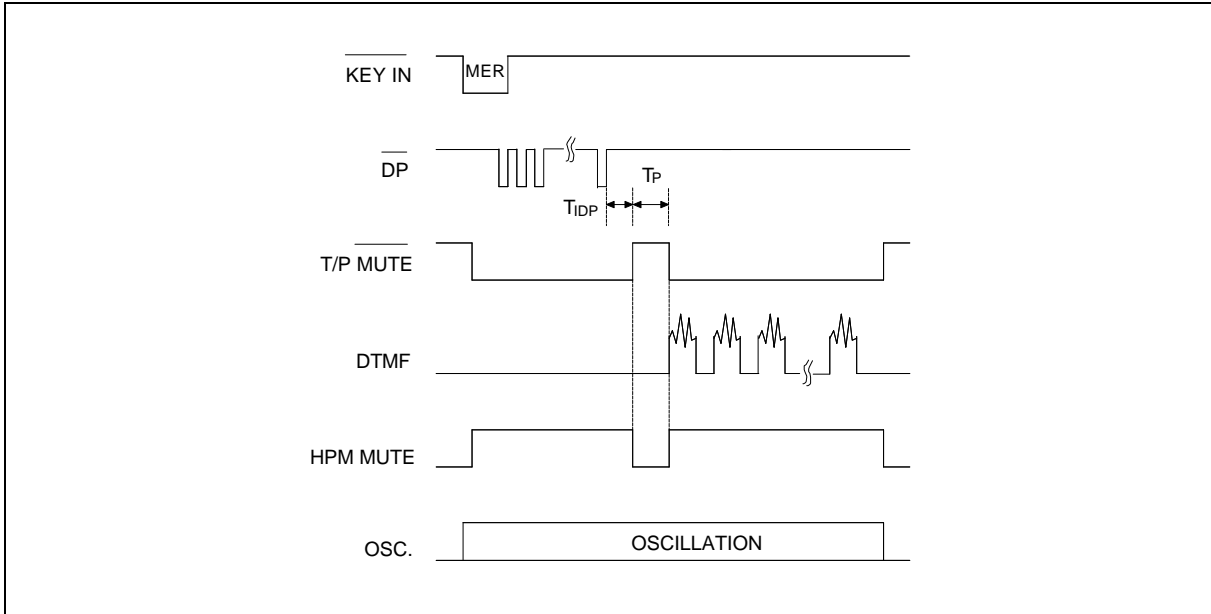 KEY IN
MER
DP
TP
TIDP
T/P MUTE
DTMF
HPM MUTE
OSC.
OSCILLATION